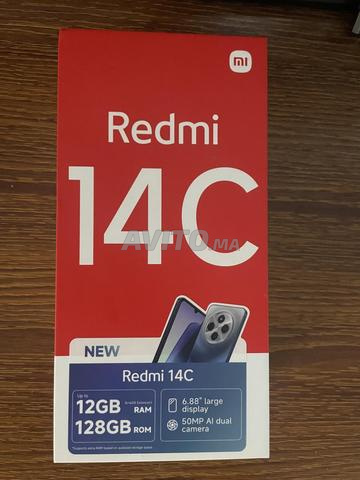 mi
Redmi
14C
AVITO.MA
NEW
Redmi 14C
Up to
12GB RAM
128GB ROM
6.88" large
display
50MP AI dual
camera